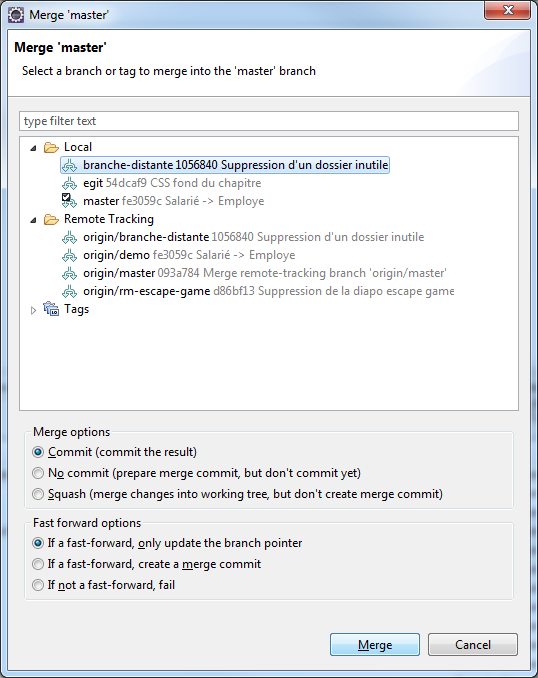 Merge 'master'
Merge 'master'
Select a branch or tag to merge into the 'master' branch
type filter text
Local
branche-distante 1056840 Suppression d'un dossier inutile
egit 54dcaf9 CSS fond du chapitre
master fe3059c Salarié -> Employe
Remote Tracking
origin/branche-distante 1056840 Suppression d'un dossier inutile
origin/demo fe3059c Salarié -> Employe
origin/master 093a784 Merge remote-tracking branch 'origin/master'
origin/rm-escape-game d86bf13 Suppression de la diapo escape game
Tags
Merge options
Commit (commit the result)
No commit (prepare merge commit, but don't commit yet)
Squash (merge changes into working tree, but don't create merge commit)
Fast forward options
If a fast-forward, only update the branch pointer
If a fast-forward, create a merge commit
If not a fast-forward, fail
Merge Cancel